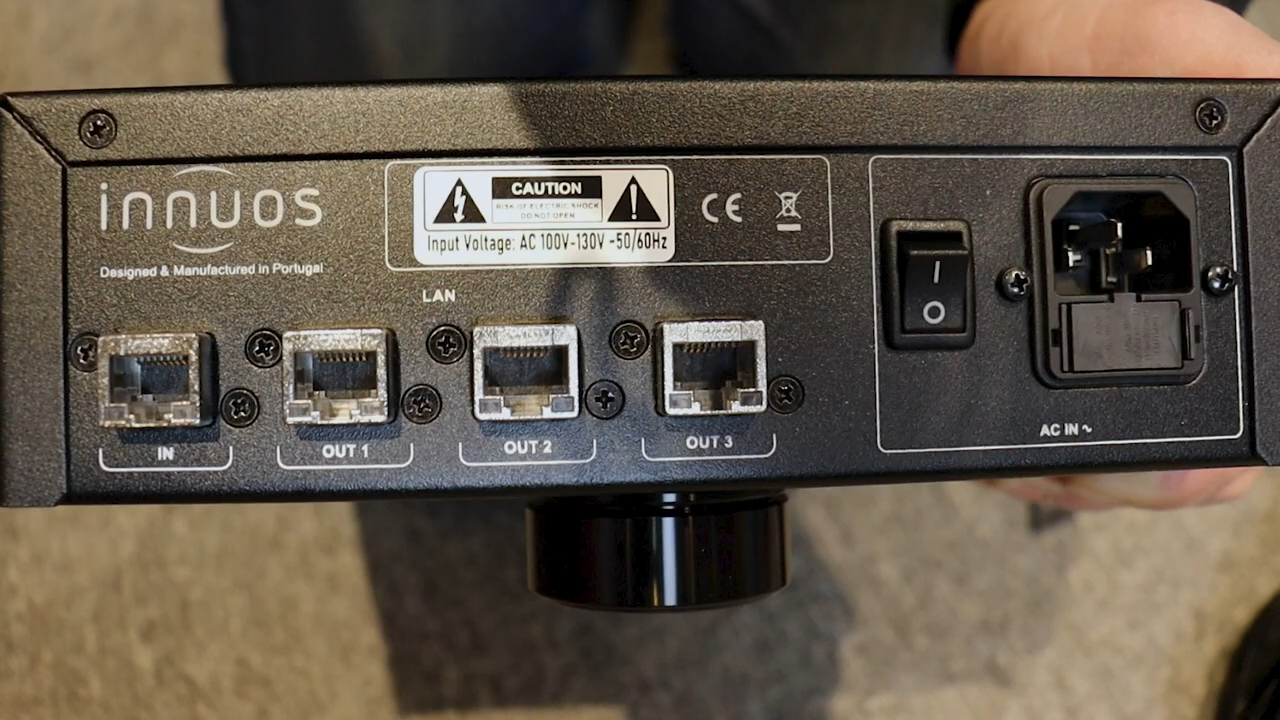 innuos
Designed & Manufactured in Portugal
CAUTION
RISK OF ELECTRIC SHOCK
DO NOT OPEN
Input Voltage: AC 100V-130V ~50/60Hz
CE
LAN
IN
OUT 1
OUT 2
OUT 3
I
O
AC IN ~